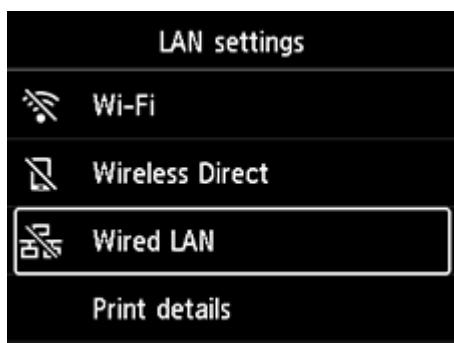 LAN settings
Wi-Fi
Wireless Direct
Wired LAN
Print details